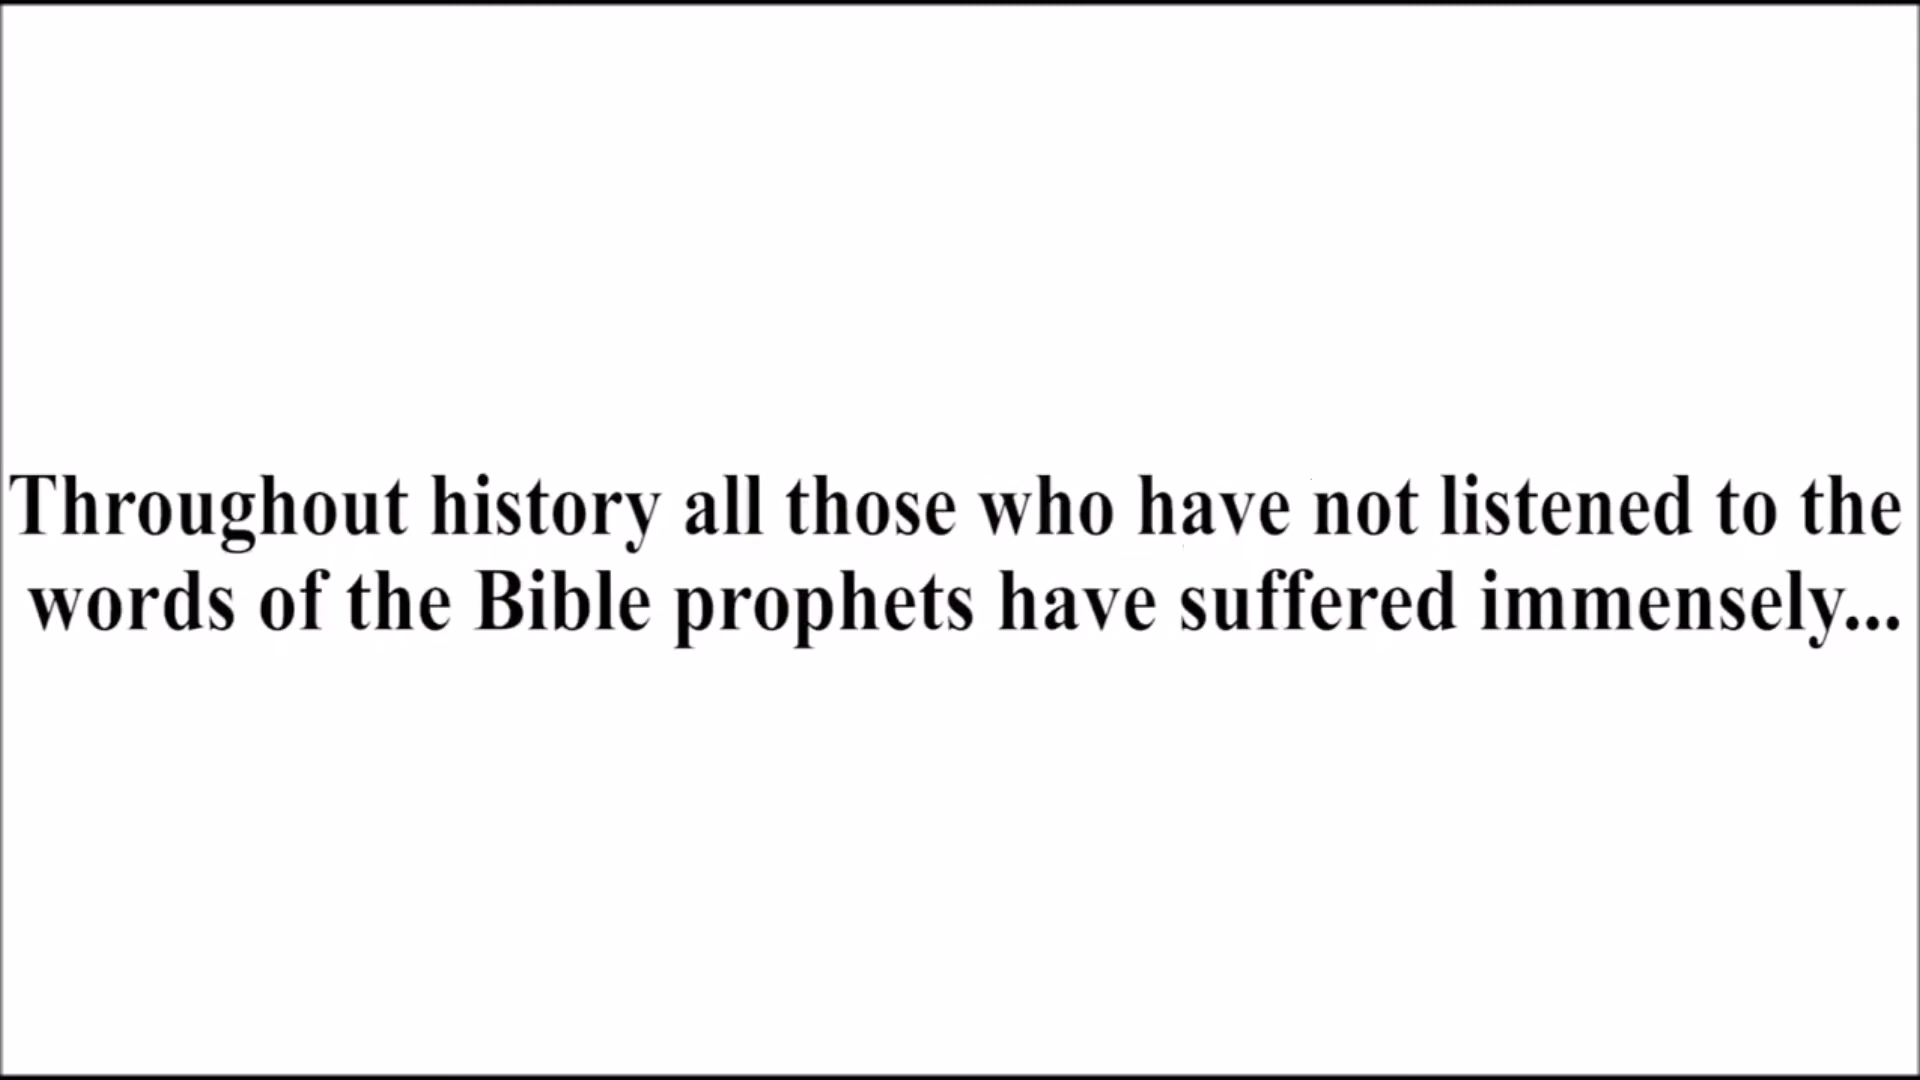 Throughout history all those who have not listened to the
words of the Bible prophets have suffered immensely...